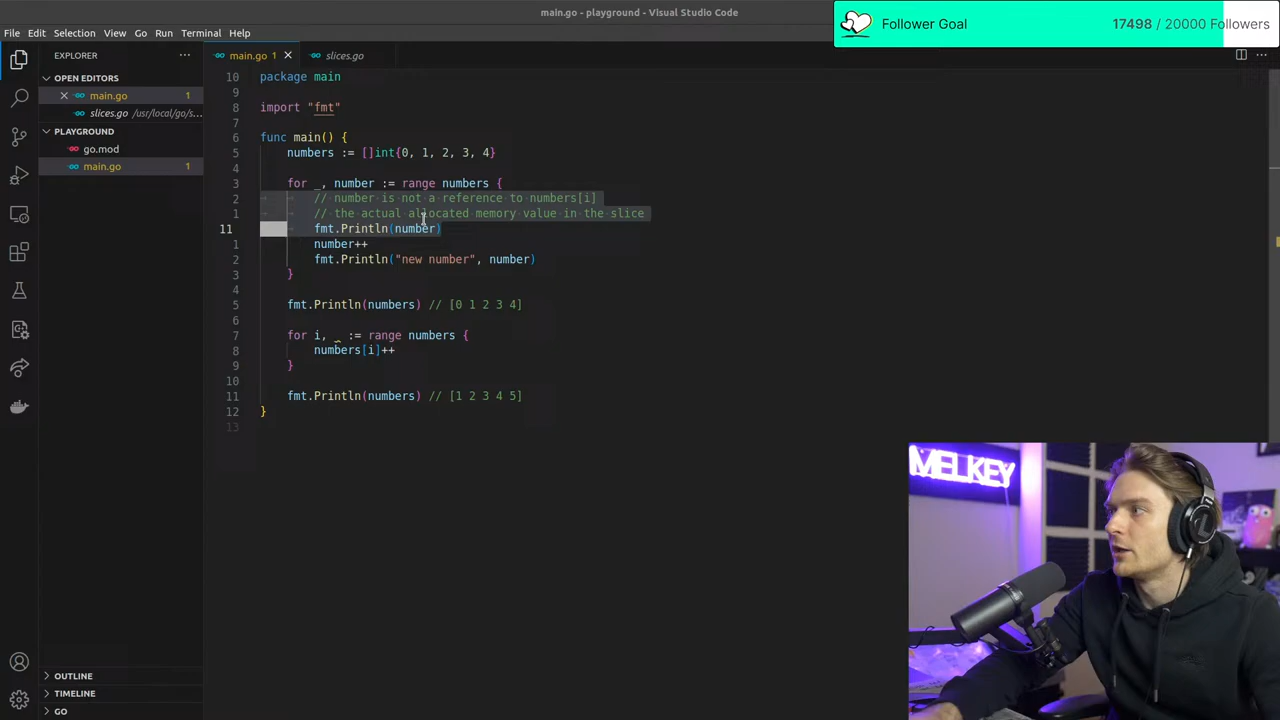 main.go - playground - Visual Studio Code
Follower Goal
17498 / 20000 Followers
File Edit Selection View Go Run Terminal Help
EXPLORER
main.go 1
slices.go
OPEN EDITORS
main.go 1
slices.go /usr/local/go/s...
PLAYGROUND
go.mod
main.go 1
10 package main
9
8 import "fmt"
7
6 func main() {
5 numbers := []int{0, 1, 2, 3, 4}
4
3 for _, number := range numbers {
2 // number is not a reference to numbers[i]
1 // the actual allocated memory value in the slice
11 fmt.Println(number)
1 number++
2 fmt.Println("new number", number)
3 }
4
5 fmt.Println(numbers) // [0 1 2 3 4]
6
7 for i, _ := range numbers {
8 numbers[i]++
9 }
10
11 fmt.Println(numbers) // [1 2 3 4 5]
12 }
13
OUTLINE
TIMELINE
GO
MELKEY